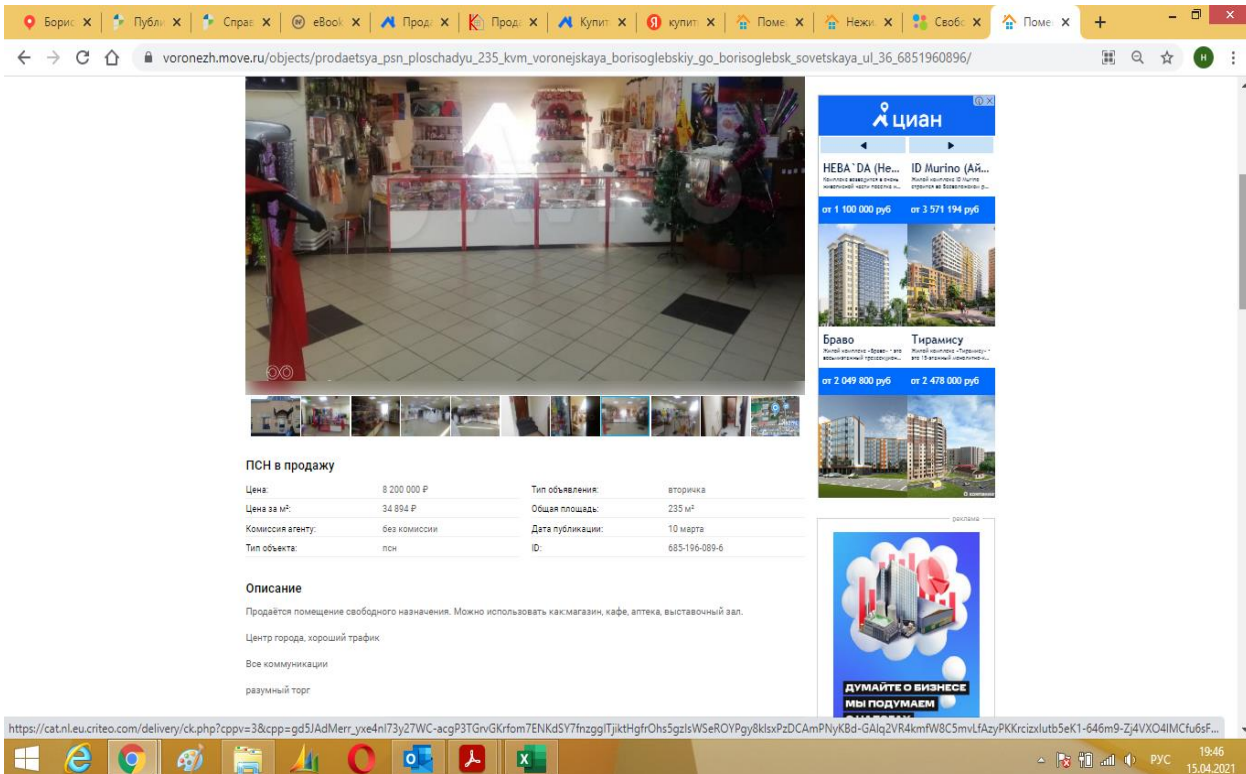 Борис
Публи
Справ
eBook
Прода
Прода
Купит
купит
Поме
Нежи
Своб
Поме
voronezh.move.ru/objects/prodaetsya_psn_ploschadyu_235_kvm_voronejskaya_borisoglebskiy_go_borisoglebsk_sovetskaya_ul_36_6851960896/
Н
Avito
циан
НЕВА`DA (Не... ID Murino (Ай...
от 1 100 000 руб от 3 571 194 руб
Браво Тирамису
от 2 049 800 руб от 2 478 000 руб
ПСН в продажу
Цена: 8 200 000 ₽ Тип объявления: вторичка
Цена за м²: 34 894 ₽ Общая площадь: 235 м²
Комиссия агенту: без комиссии Дата публикации: 10 марта
Тип объекта: псн ID: 685-196-089-6
реклама
Описание
Продаётся помещение свободного назначения. Можно использовать как:магазин, кафе, аптека, выставочный зал.
Центр города, хороший трафик
Все коммуникации
разумный торг
ДУМАЙТЕ О БИЗНЕСЕ
МЫ ПОДУМАЕМ
РУС
19:46
15.04.2021